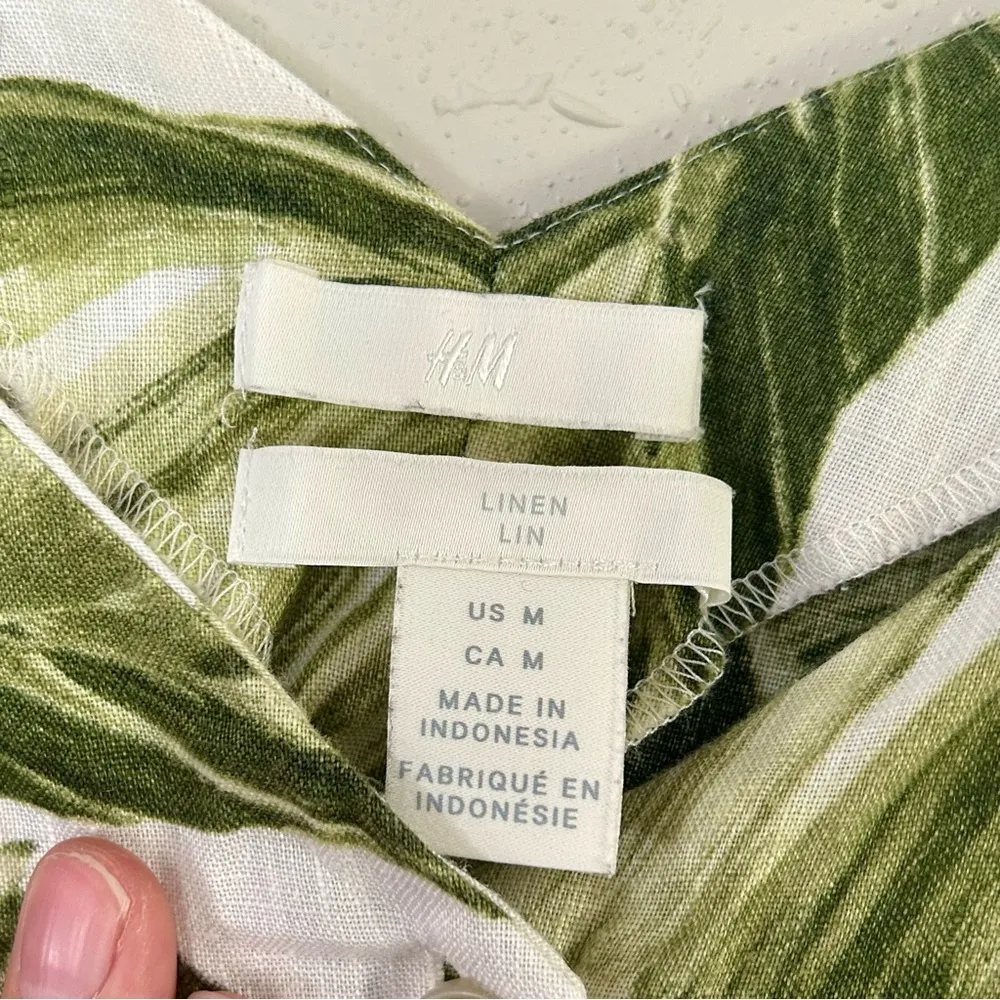 H&M
LINEN
LIN
US M
CA M
MADE IN
INDONESIA
FABRIQUÉ EN
INDONÉSIE